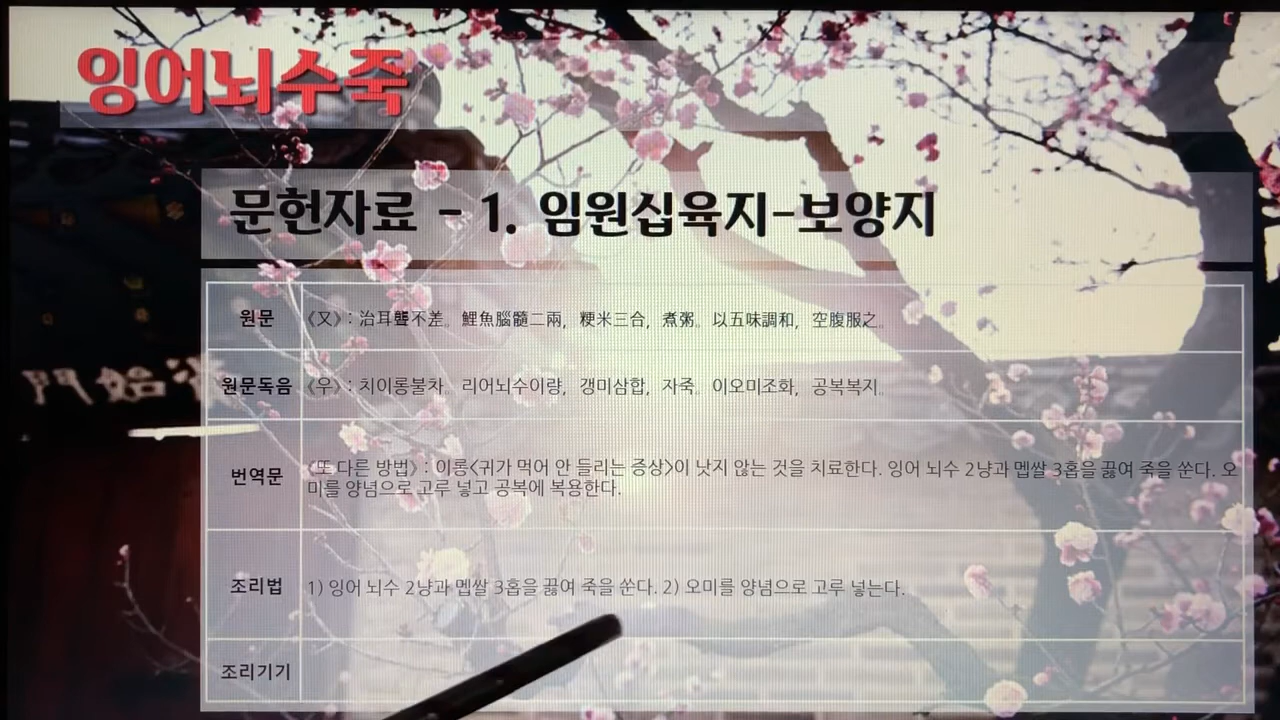 잉어뇌수죽
문헌자료 - 1. 임원십육지-보양지
원문
《又》: 治耳聾不差。鯉魚腦髓二兩, 粳米三合, 煮粥。以五味調和, 空腹服之。
원문독음
《우》: 치이롱불차。리어뇌수이량, 갱미삼합, 자죽。이오미조화, 공복복지。
번역문
《또 다른 방법》: 이롱<귀가 먹어 안 들리는 증상>이 낫지 않는 것을 치료한다. 잉어 뇌수 2냥과 멥쌀 3홉을 끓여 죽을 쑨다. 오
미를 양념으로 고루 넣고 공복에 복용한다.
조리법
1) 잉어 뇌수 2냥과 멥쌀 3홉을 끓여 죽을 쑨다. 2) 오미를 양념으로 고루 넣는다.
조리기기
門始